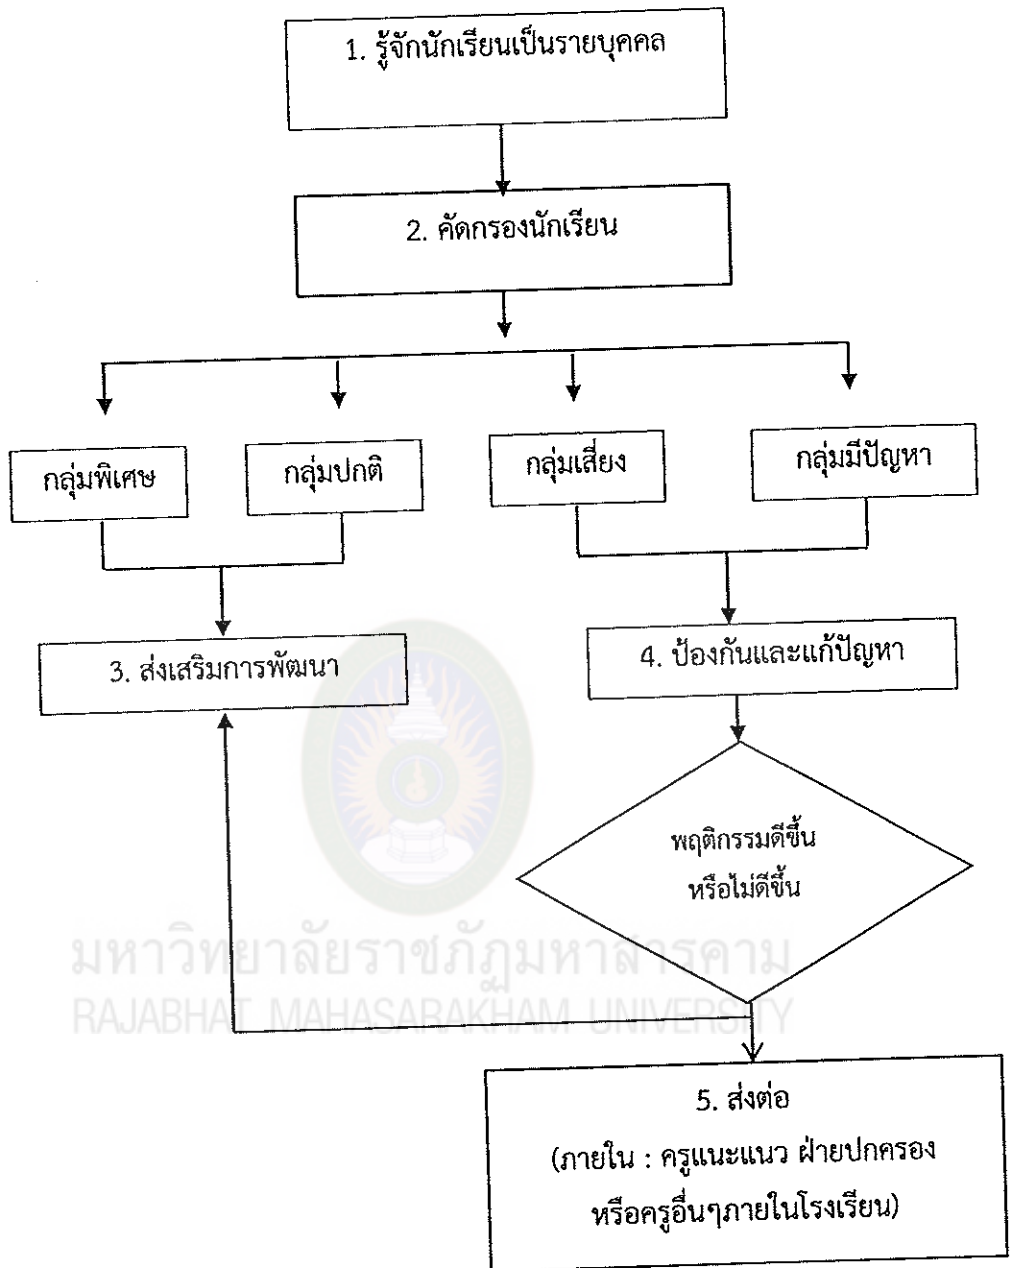 1. รู้จักนักเรียนเป็นรายบุคคล
2. คัดกรองนักเรียน
กลุ่มพิเศษ
กลุ่มปกติ
กลุ่มเสี่ยง
กลุ่มมีปัญหา
3. ส่งเสริมการพัฒนา
4. ป้องกันและแก้ปัญหา
พฤติกรรมดีขึ้น
หรือไม่ดีขึ้น
มหาวิทยาลัยราชภัฏมหาสารคาม
RAJABHAT MAHASARAKHAM UNIVERSITY
5. ส่งต่อ
(ภายใน : ครูแนะแนว ฝ่ายปกครอง
หรือครูอื่นๆภายในโรงเรียน)